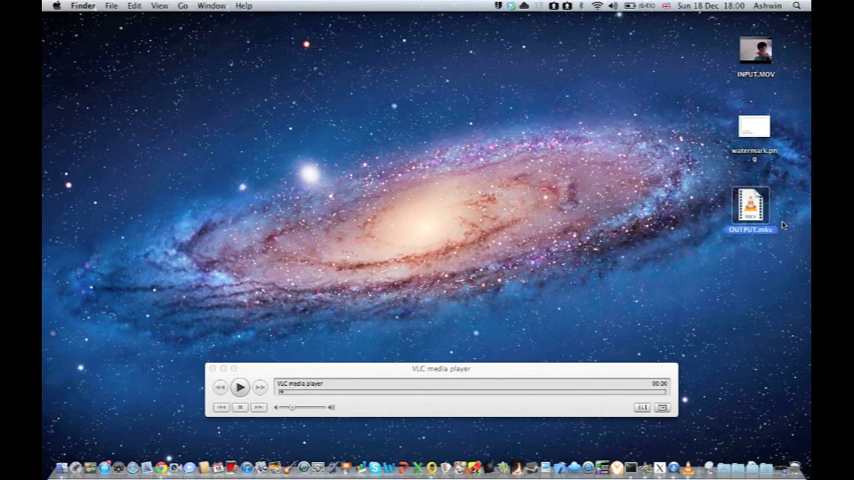 Finder File Edit View Go Window Help
Sun 18 Dec 18:00 Ashwin
INPUT.MOV
watermark.pn
g
OUTPUT.mkv
VLC media player
VLC media player 00:00